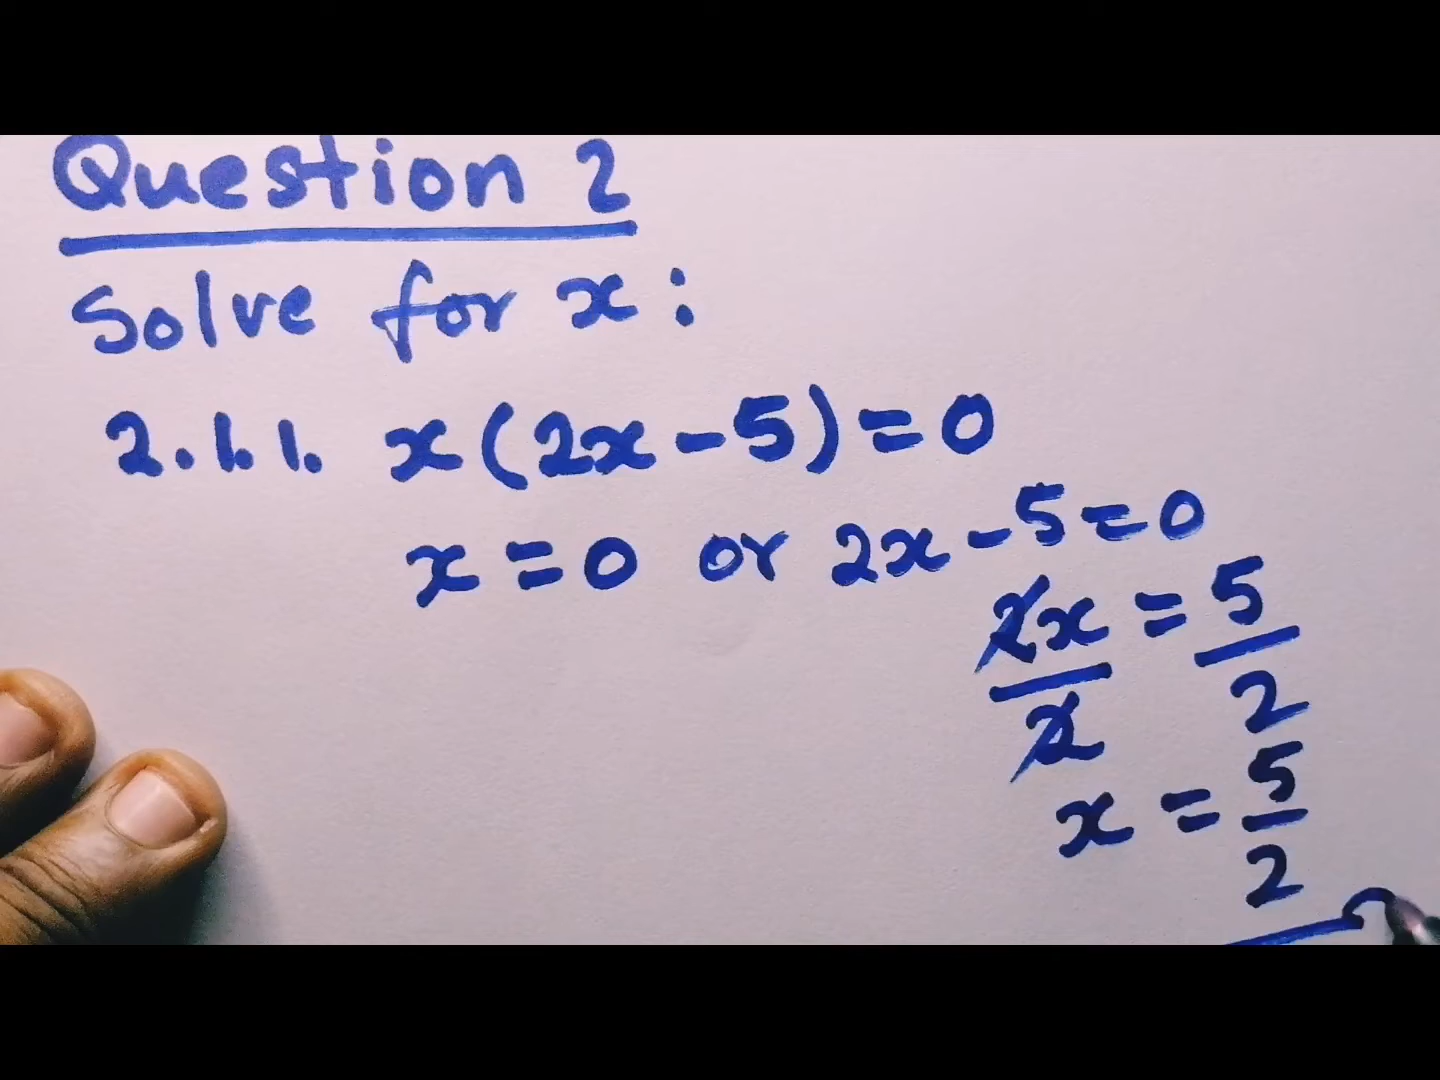 Question 2
Solve for x:
2.1.1. x(2x-5)=0
x=0 or 2x-5=0
2x/2 = 5/2
x = 5/2